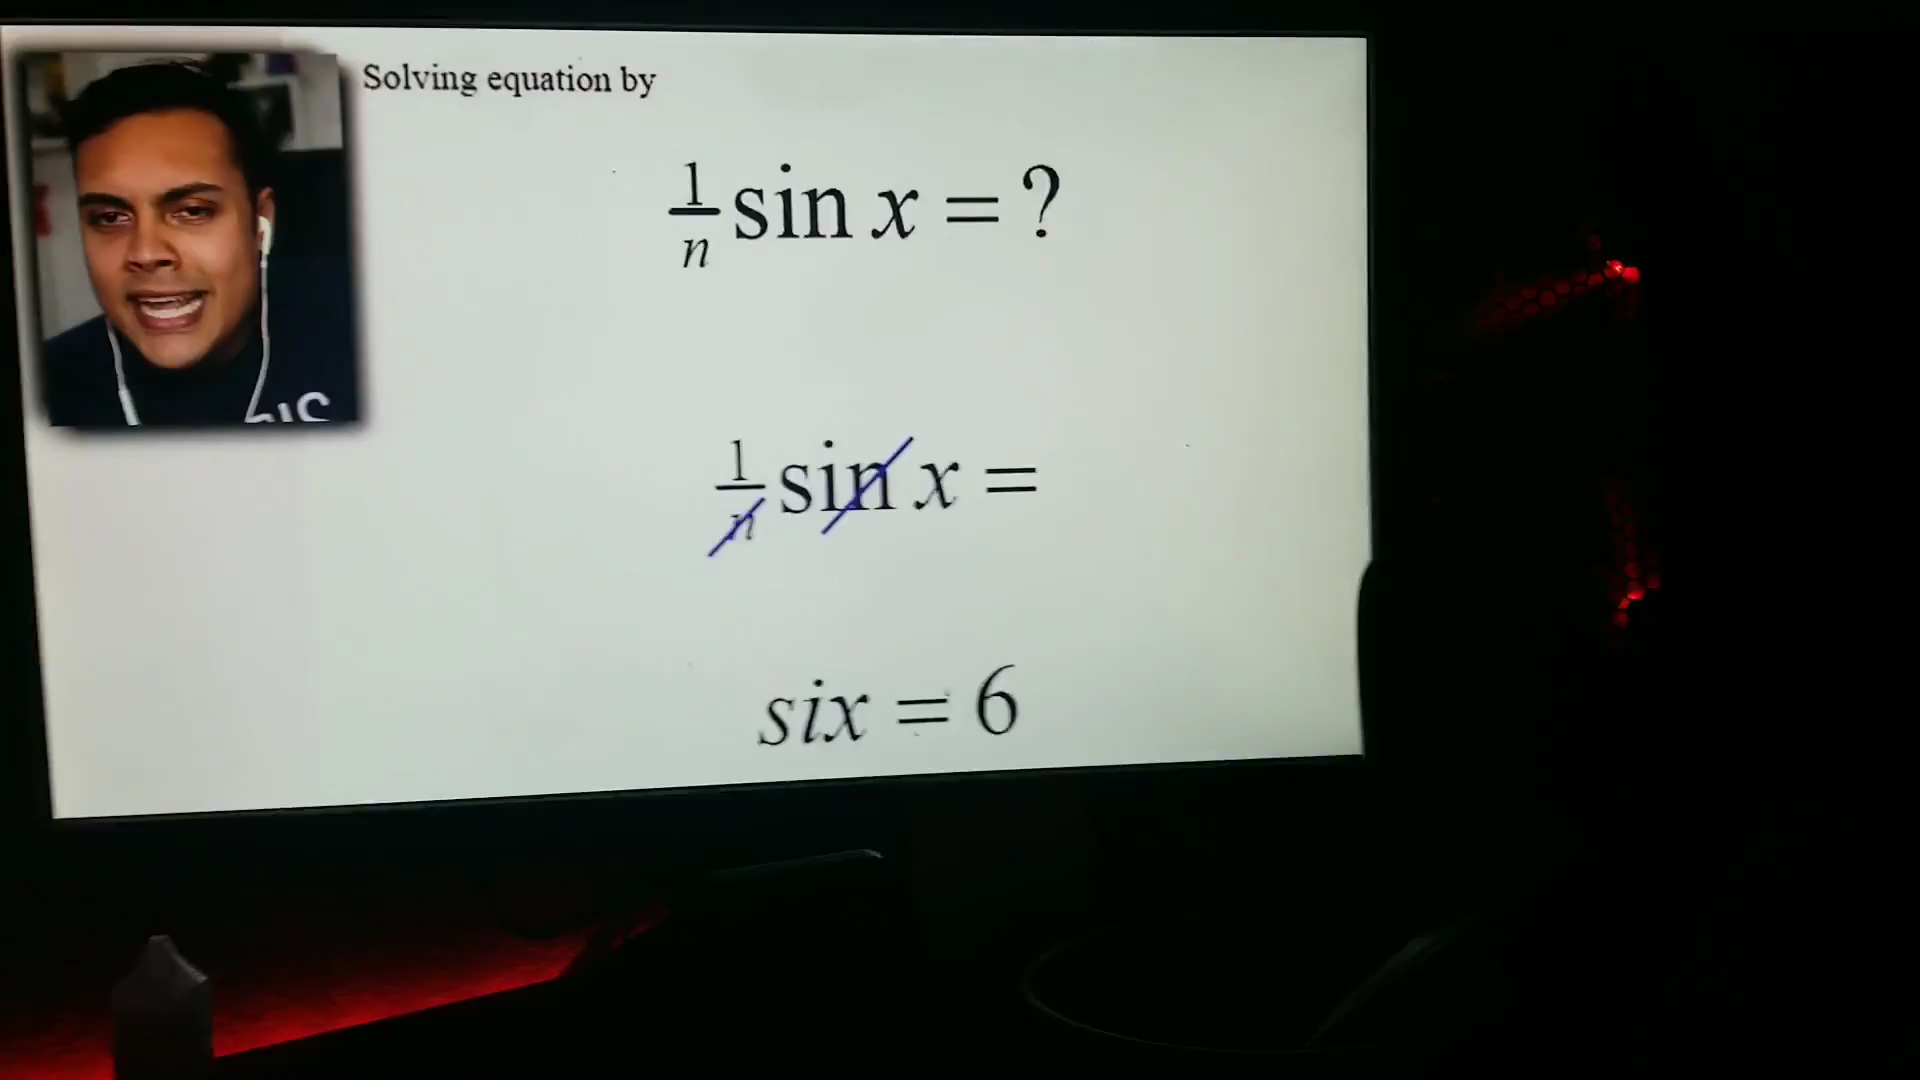 Solving equation by
1/n sin x = ?
1/n sin x =
six = 6